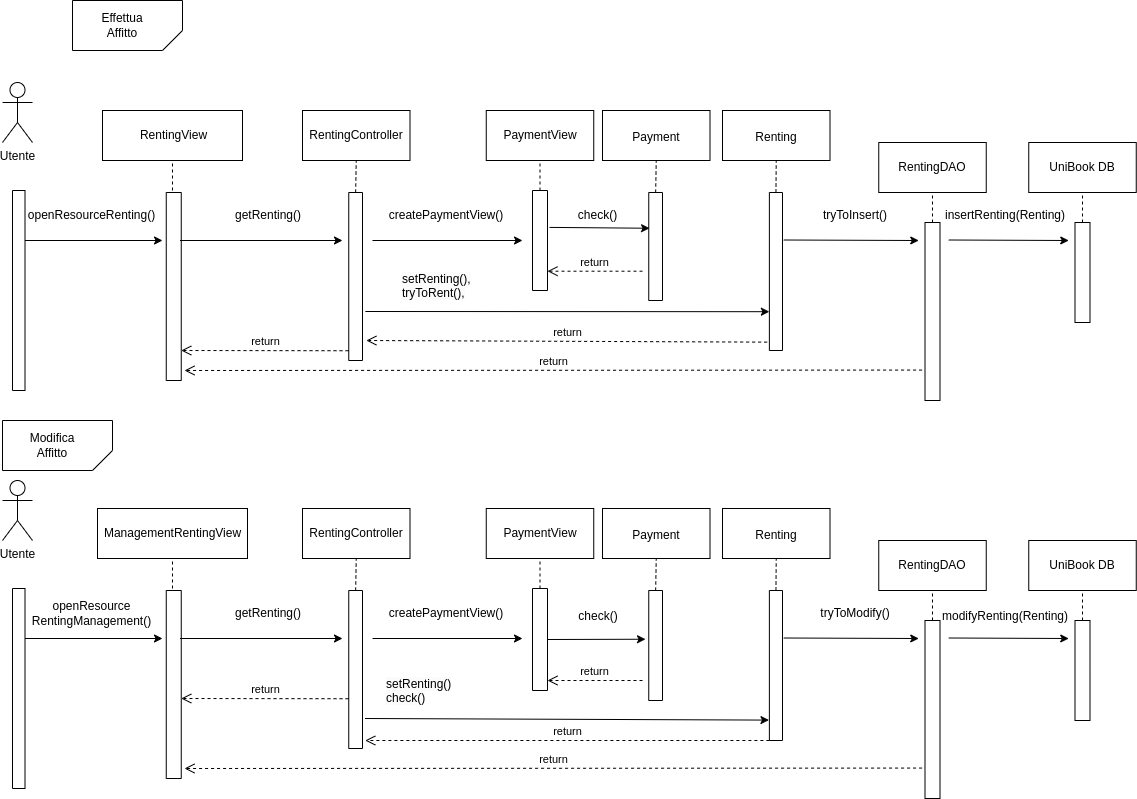 Effettua
Affitto
Utente
RentingView
RentingController
PaymentView
Payment
Renting
RentingDAO
UniBook DB
openResourceRenting()
getRenting()
createPaymentView()
check()
tryToInsert()
insertRenting(Renting)
return
setRenting(),
tryToRent(),
return
return
return
Modifica
Affitto
Utente
ManagementRentingView
RentingController
PaymentView
Payment
Renting
RentingDAO
UniBook DB
openResource
RentingManagement()
getRenting()
createPaymentView()
check()
tryToModify()
modifyRenting(Renting)
return
return
setRenting()
check()
return
return